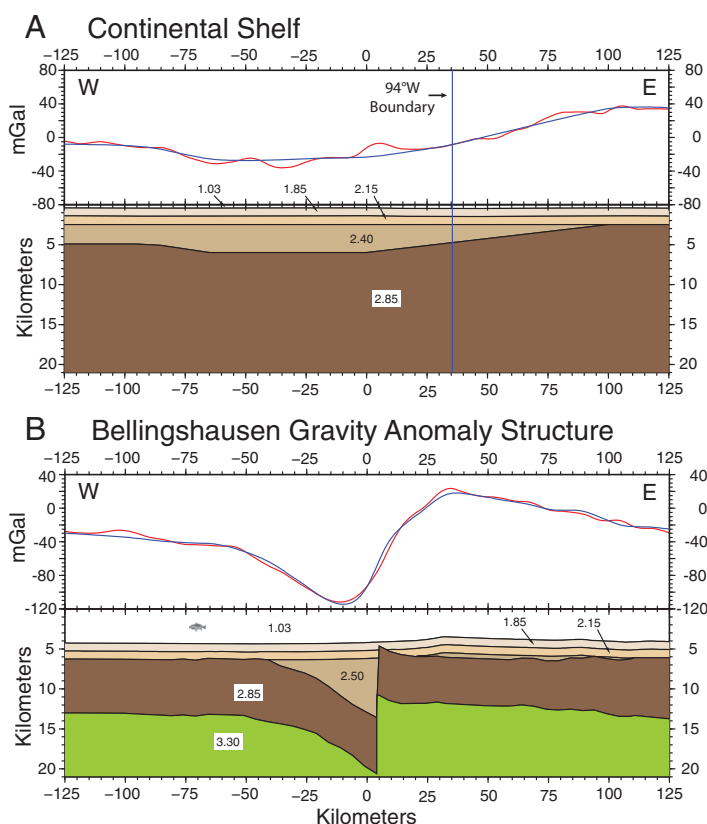 A Continental Shelf
−125 −100 −75 −50 −25 0 25 50 75 100 125
80 80
W 94°W E
Boundary
40 40
mGal 0 0 mGal
-40 -40
1.03 1.85 2.15
-80 -80
2.40
5 5
10 10
2.85
Kilometers 15 15 Kilometers
20 20
−125 −100 −75 −50 −25 0 25 50 75 100 125
B Bellingshausen Gravity Anomaly Structure
−125 −100 −75 −50 −25 0 25 50 75 100 125
40 40
W E
0 0
mGal -40 -40 mGal
-80 -80
-120 -120
1.03 1.85 2.15
5 5
2.50
2.85
10 10
Kilometers 15 15 Kilometers
3.30
20 20
−125 −100 −75 −50 −25 0 25 50 75 100 125
Kilometers